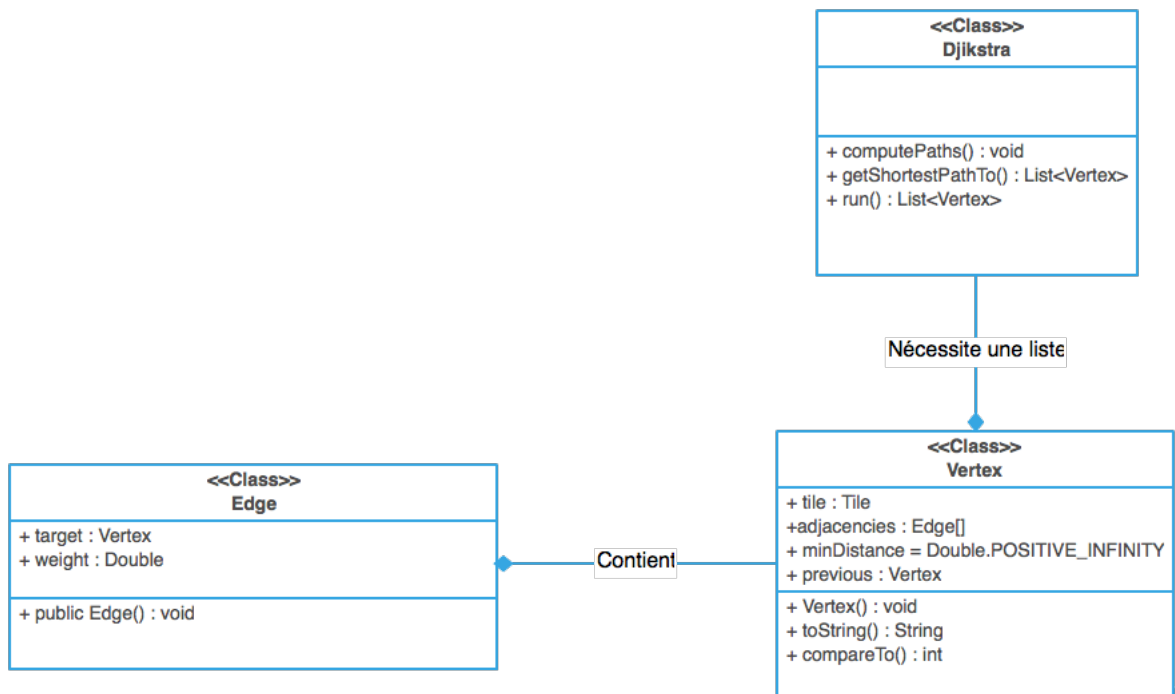 <<Class>>
Djikstra
+ computePaths() : void
+ getShortestPathTo() : List<Vertex>
+ run() : List<Vertex>
Nécessite une liste
<<Class>>
Edge
+ target : Vertex
+ weight : Double
+ public Edge() : void
Contient
<<Class>>
Vertex
+ tile : Tile
+adjacencies : Edge[]
+ minDistance = Double.POSITIVE_INFINITY
+ previous : Vertex
+ Vertex() : void
+ toString() : String
+ compareTo() : int